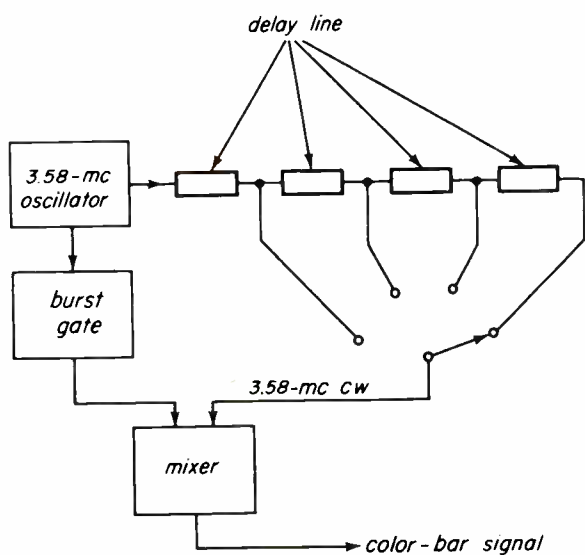 delay line
3.58-mc
oscillator
burst
gate
3.58-mc cw
mixer
color-bar signal